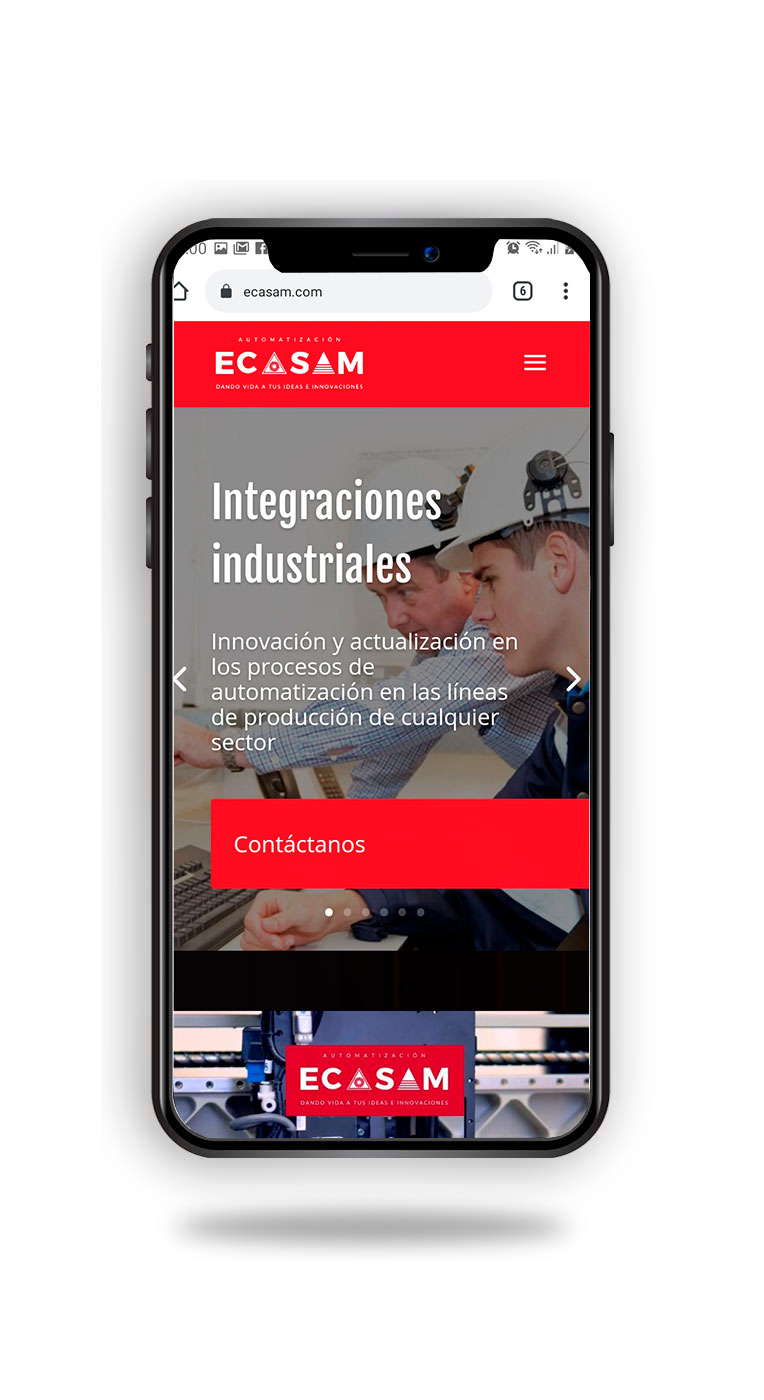 :00
ecasam.com
6
AUTOMATIZACIÓN
ECASAM
DANDO VIDA A TUS IDEAS E INNOVACIONES
Integraciones
industriales
Innovación y actualización en
los procesos de
automatización en las líneas
de producción de cualquier
sector
Contáctanos
AUTOMATIZACIÓN
ECASAM
DANDO VIDA A TUS IDEAS E INNOVACIONES